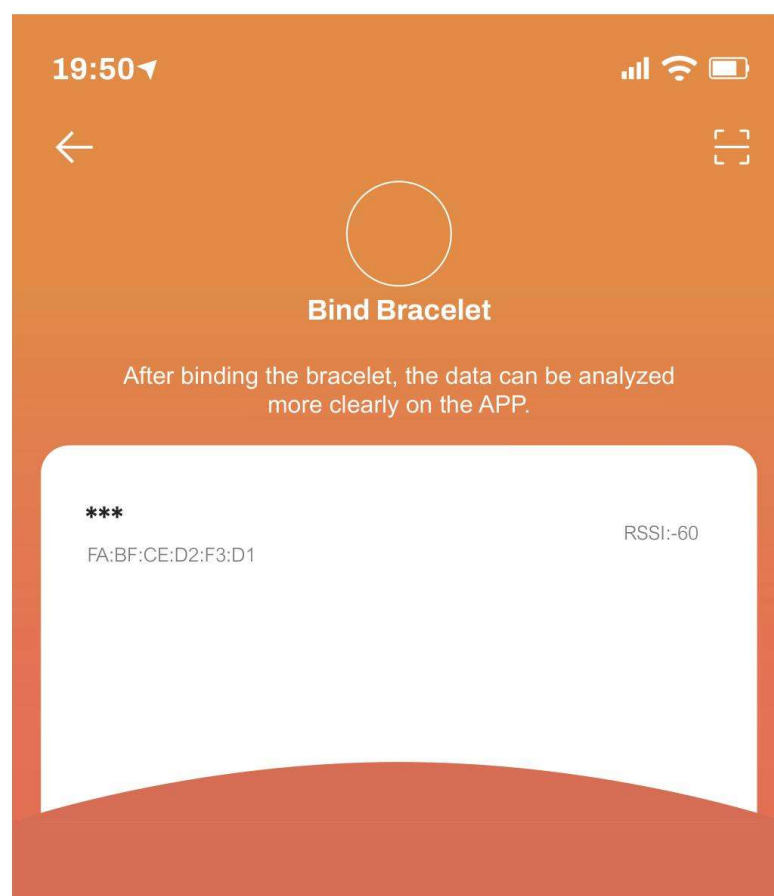 19:50
Bind Bracelet
After binding the bracelet, the data can be analyzed
more clearly on the APP.
***
FA:BF:CE:D2:F3:D1
RSSI:-60